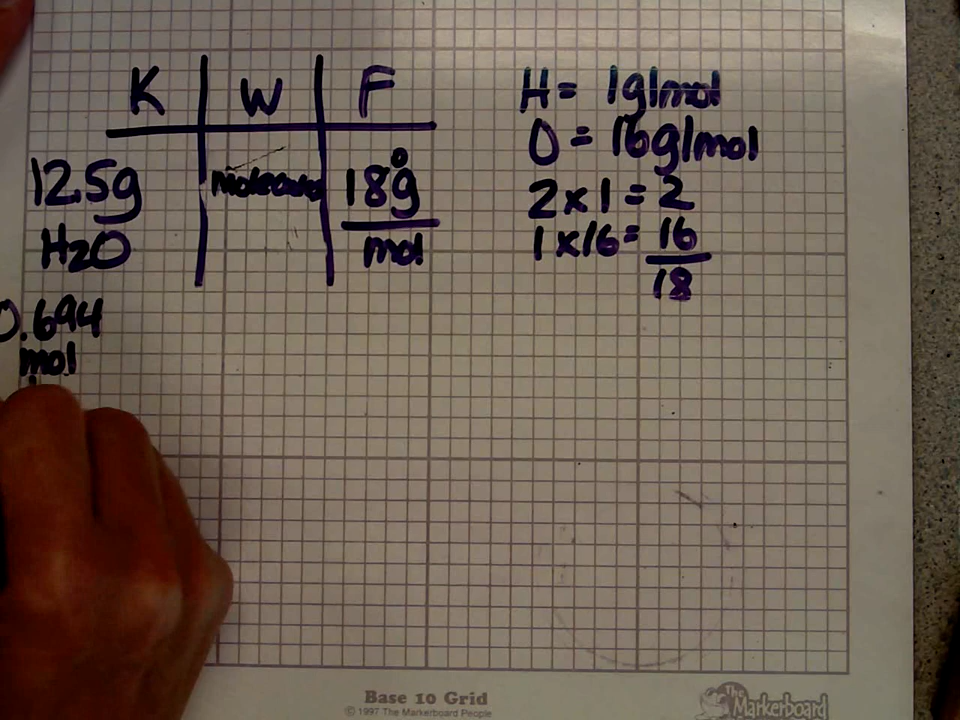 K W F
12.5g 18g
H2O mol
0.694
mol
H = 1g/mol
O = 16g/mol
2x1 = 2
1x16 = 16
18
Base 10 Grid
© 1997 The Markerboard People
The
Markerboard